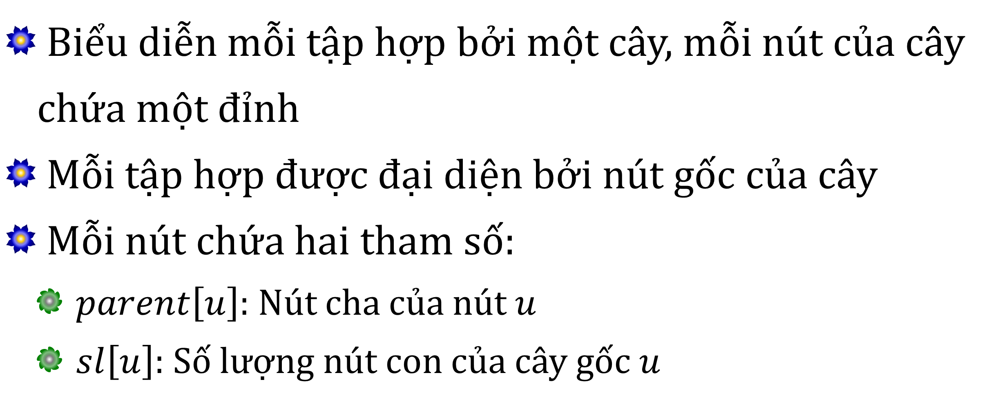 Biểu diễn mỗi tập hợp bởi một cây, mỗi nút của cây
chứa một đỉnh
Mỗi tập hợp được đại diện bởi nút gốc của cây
Mỗi nút chứa hai tham số:
parent[u]: Nút cha của nút u
sl[u]: Số lượng nút con của cây gốc u